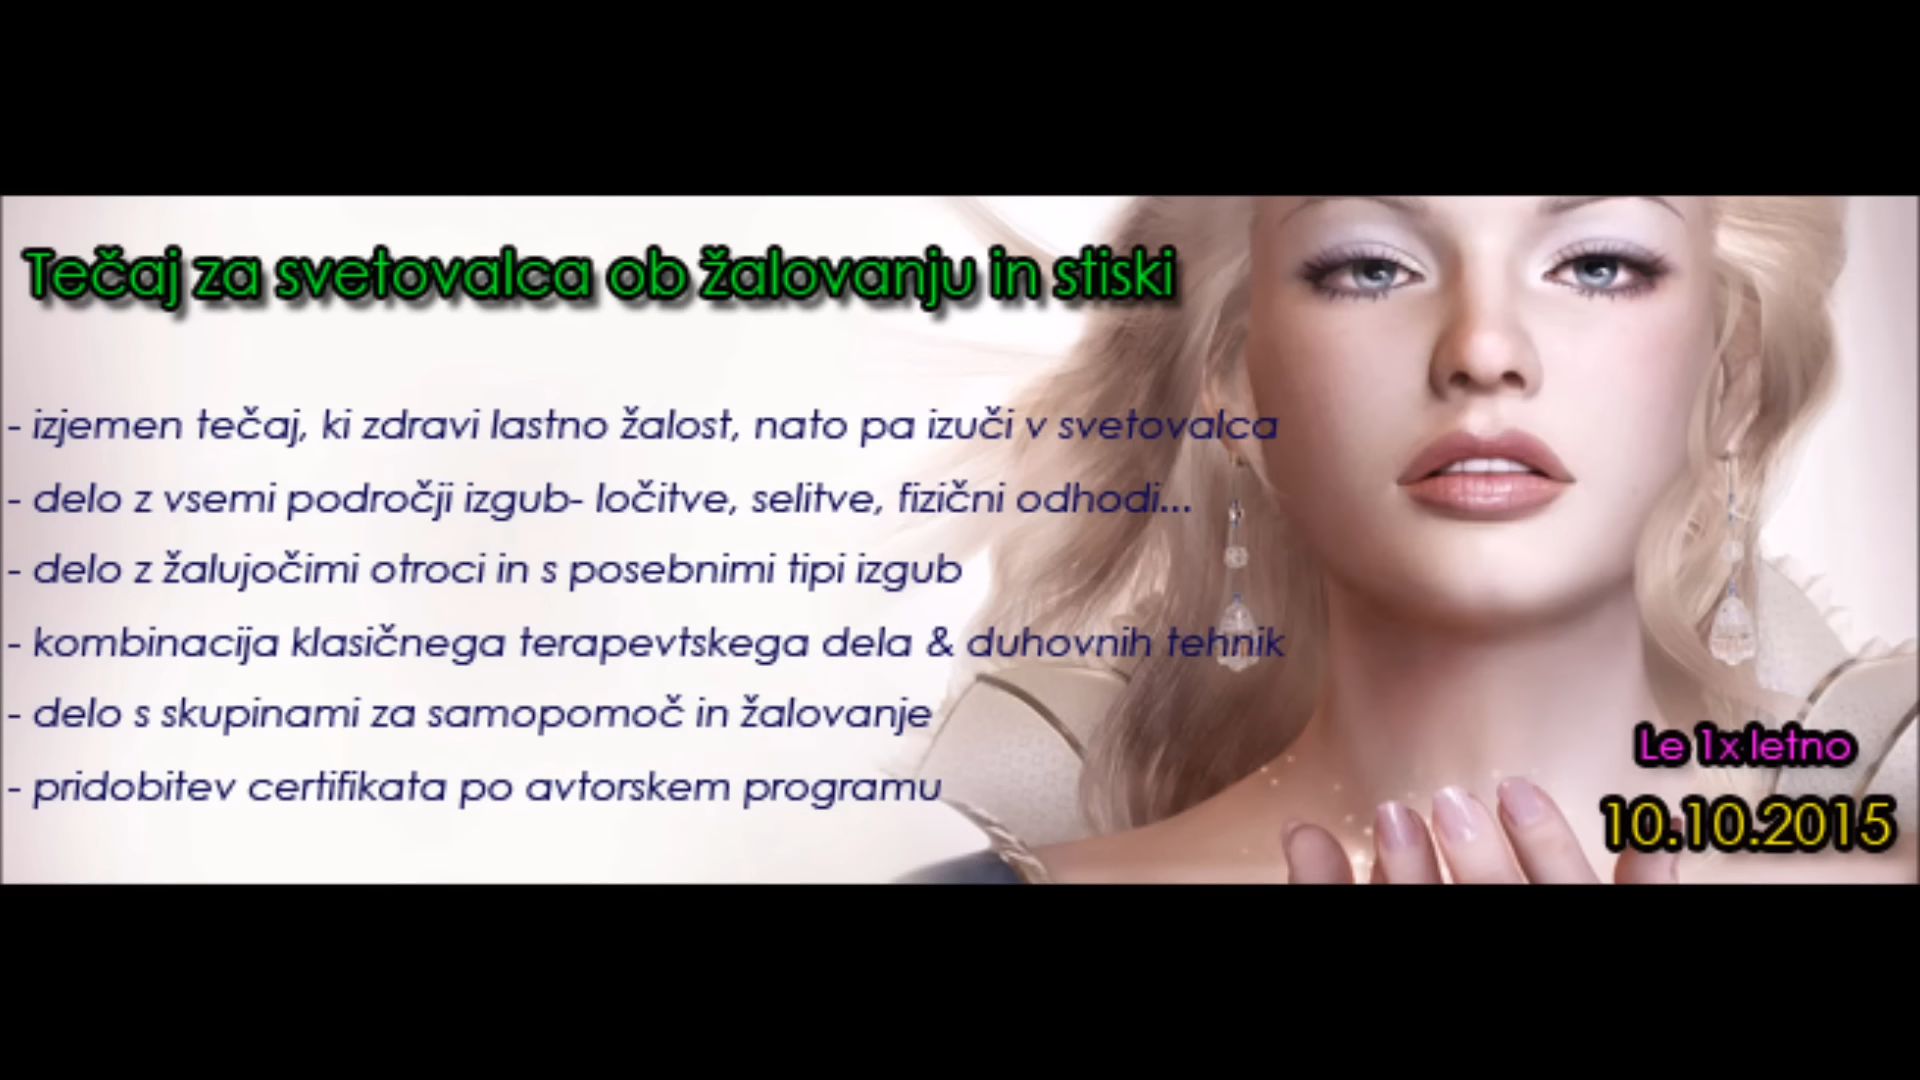 Tečaj za svetovalca ob žalovanju in stiski
- izjemen tečaj, ki zdravi lastno žalost, nato pa izuči v svetovalca
- delo z vsemi področji izgub- ločitve, selitve, fizični odhodi...
- delo z žalujočimi otroci in s posebnimi tipi izgub
- kombinacija klasičnega terapevtskega dela & duhovnih tehnik
- delo s skupinami za samopomoč in žalovanje
- pridobitev certifikata po avtorskem programu
Le 1x letno
10.10.2015